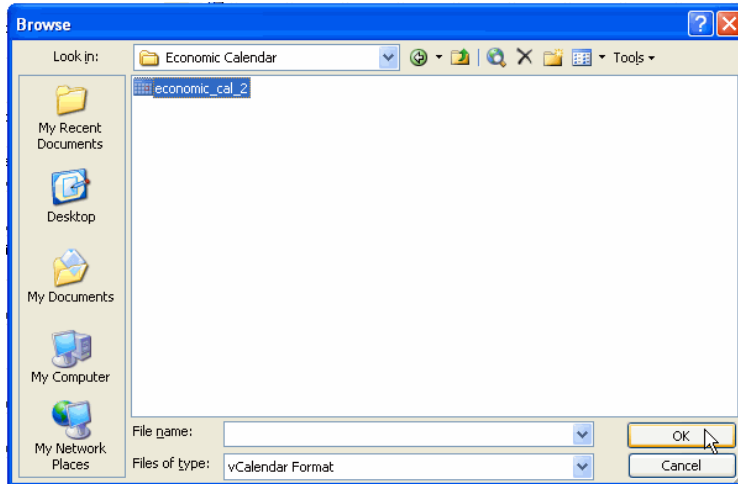 Browse
Look in:
Economic Calendar
Tools
economic_cal_2
My Recent
Documents
Desktop
My Documents
My Computer
My Network
Places
File name:
OK
Files of type:
vCalendar Format
Cancel